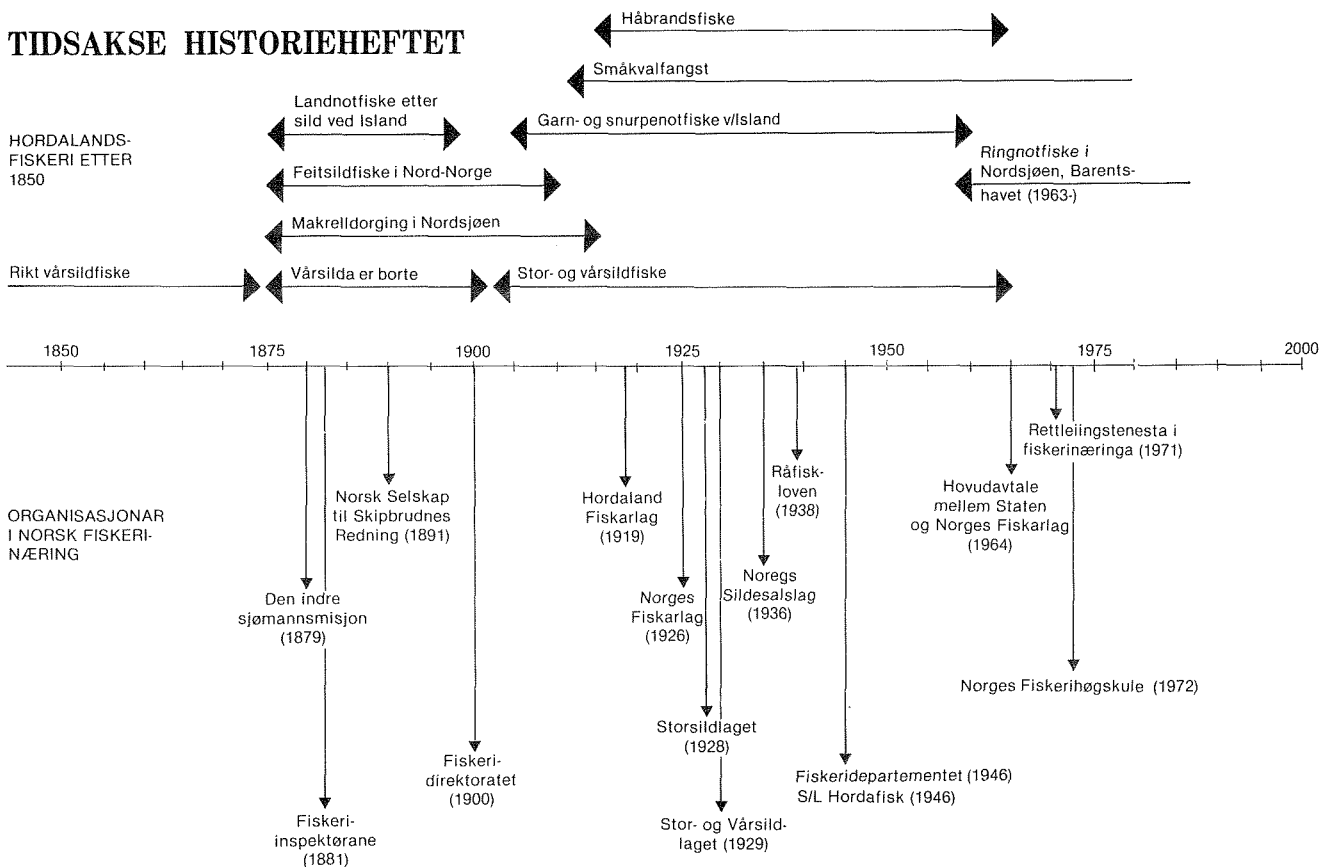 TIDSAKSE HISTORIEHEFTET
Håbrandsfiske
Småkvalfangst
HORDALANDS-
FISKERI ETTER
1850
Landnotfiske etter
sild ved Island
Garn- og snurpenotfiske v/Island
Feitsildfiske i Nord-Norge
Ringnotfiske i
Nordsjøen, Barents-
havet (1963-)
Makrelldorging i Nordsjøen
Rikt vårsildfiske
Vårsilda er borte
Stor- og vårsildfiske
1850
1875
1900
1925
1950
1975
2000
ORGANISASJONAR
I NORSK FISKERI-
NÆRING
Den indre
sjømannsmisjon
(1879)
Fiskeri-
inspektørane
(1881)
Norsk Selskap
til Skipbrudnes
Redning (1891)
Fiskeri-
direktoratet
(1900)
Hordaland
Fiskarlag
(1919)
Norges
Fiskarlag
(1926)
Storsildlaget
(1928)
Stor- og Vårsild-
laget (1929)
Noregs
Sildesalslag
(1936)
Råfisk-
loven
(1938)
Fiskeridepartementet (1946)
S/L Hordafisk (1946)
Hovudavtale
mellem Staten
og Norges Fiskarlag
(1964)
Rettleiingstenesta i
fiskerinæringa (1971)
Norges Fiskerihøgskule (1972)